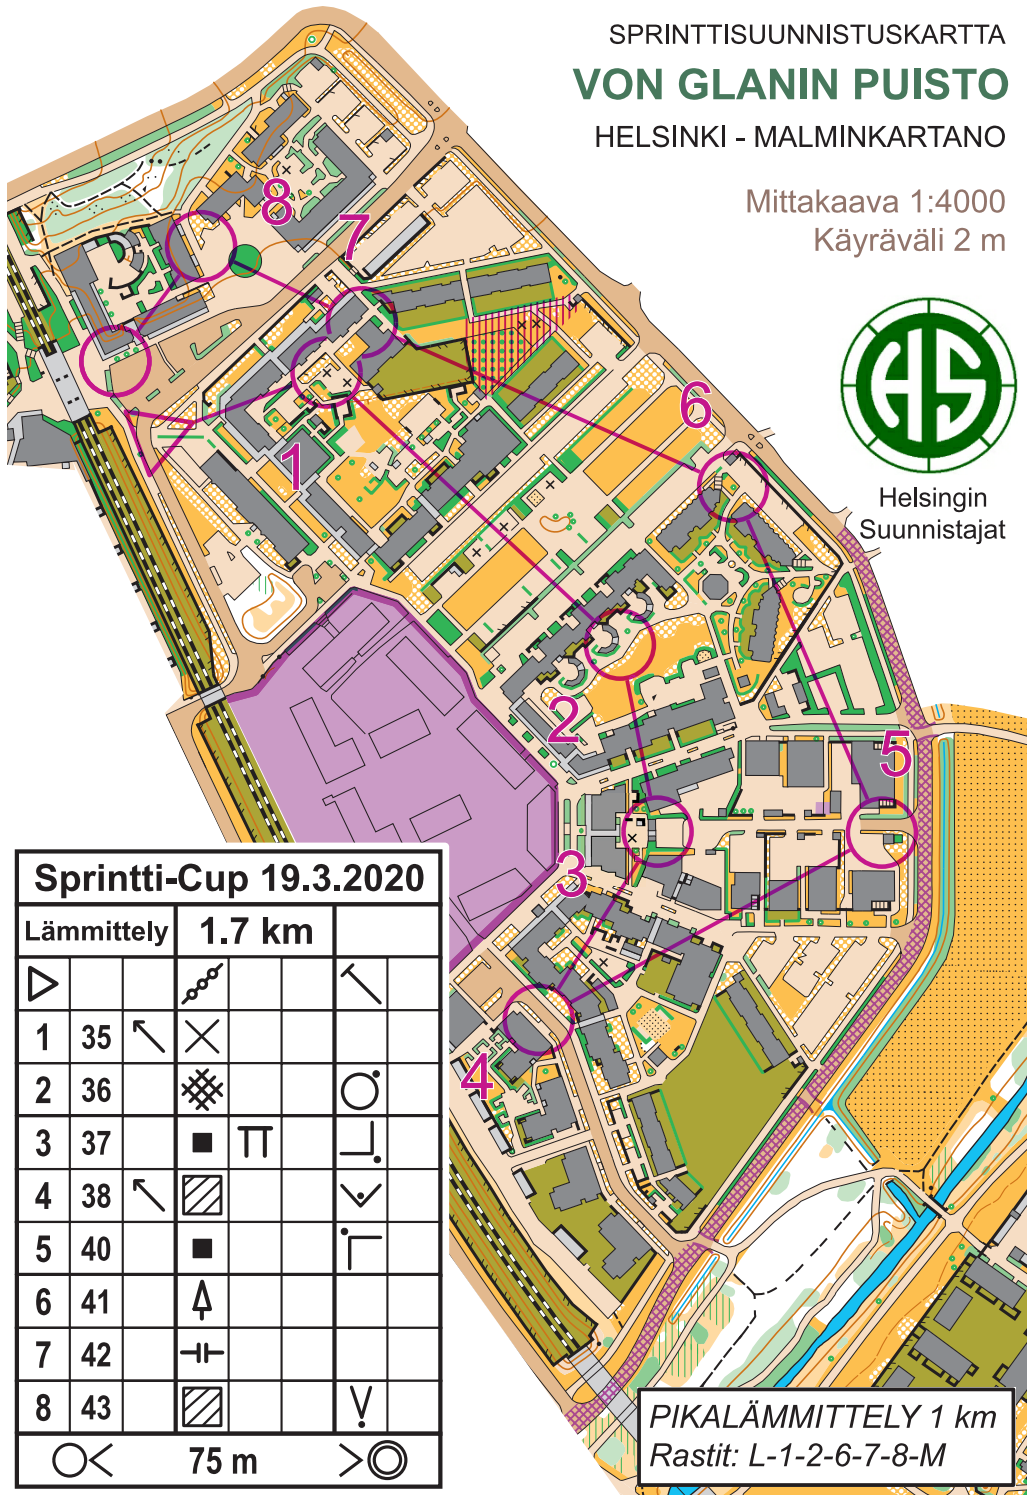 SPRINTTISUUNNISTUSKARTTA
VON GLANIN PUISTO
HELSINKI - MALMINKARTANO
Mittakaava 1:4000
Käyräväli 2 m
HS
Helsingin
Suunnistajat
8
7
6
1
2
5
3
4
Sprintti-Cup 19.3.2020
Lämmittely 1.7 km
1 35
2 36
3 37
4 38
5 40
6 41
7 42
8 43
75 m
PIKALÄMMITTELY 1 km
Rastit: L-1-2-6-7-8-M